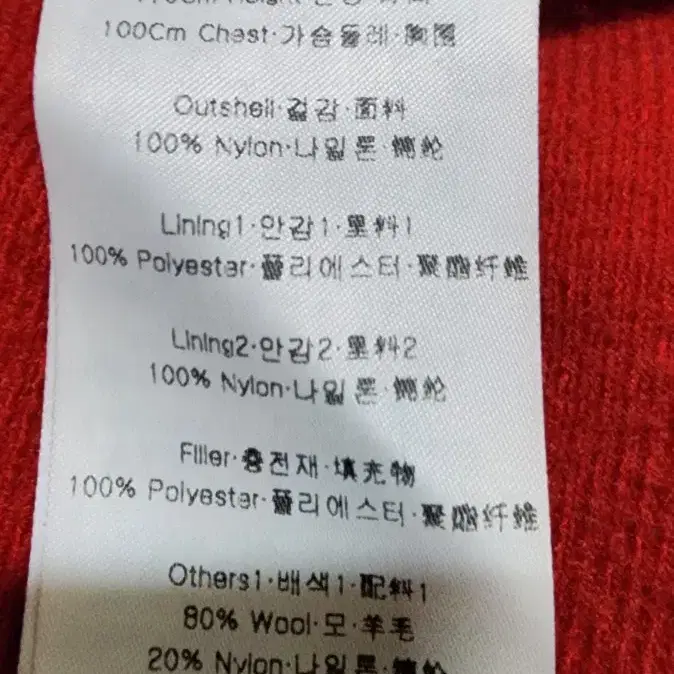 100Cm Chest·가슴둘레·胸围
Outshell·겉감·面料
100% Nylon·나일론·锦纶
Lining1·안감1·里料1
100% Polyester·폴리에스터·聚酯纤维
Lining2·안감2·里料2
100% Nylon·나일론·锦纶
Filler·충전재·填充物
100% Polyester·폴리에스터·聚酯纤维
Others1·배색1·配料1
80% Wool·모·羊毛
20% Nylon·나일론·锦纶